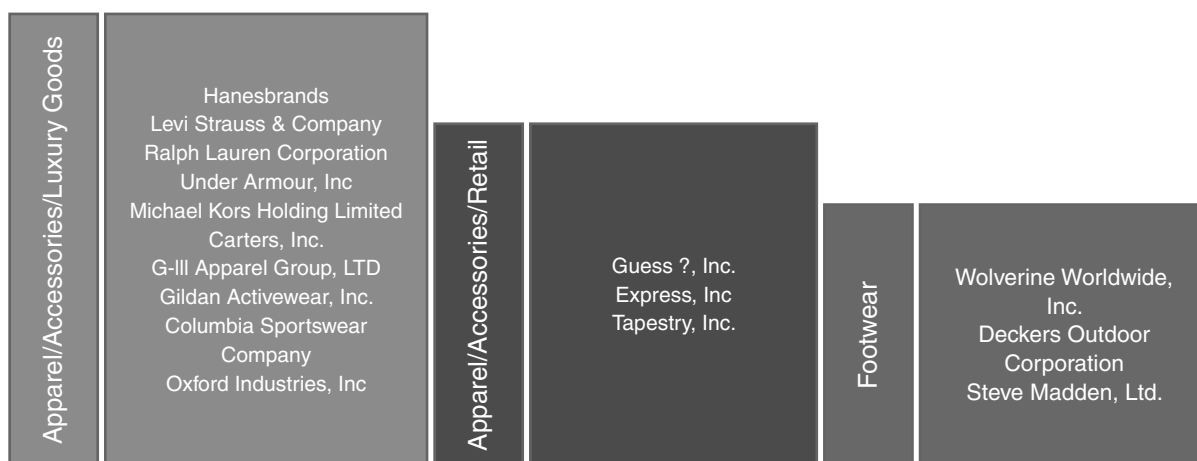 Apparel/Accessories/Luxury Goods
Hanesbrands
Levi Strauss & Company
Ralph Lauren Corporation
Under Armour, Inc
Michael Kors Holding Limited
Carters, Inc.
G-lll Apparel Group, LTD
Gildan Activewear, Inc.
Columbia Sportswear
Company
Oxford Industries, Inc
Apparel/Accessories/Retail
Guess ?, Inc.
Express, Inc
Tapestry, Inc.
Footwear
Wolverine Worldwide,
Inc.
Deckers Outdoor
Corporation
Steve Madden, Ltd.